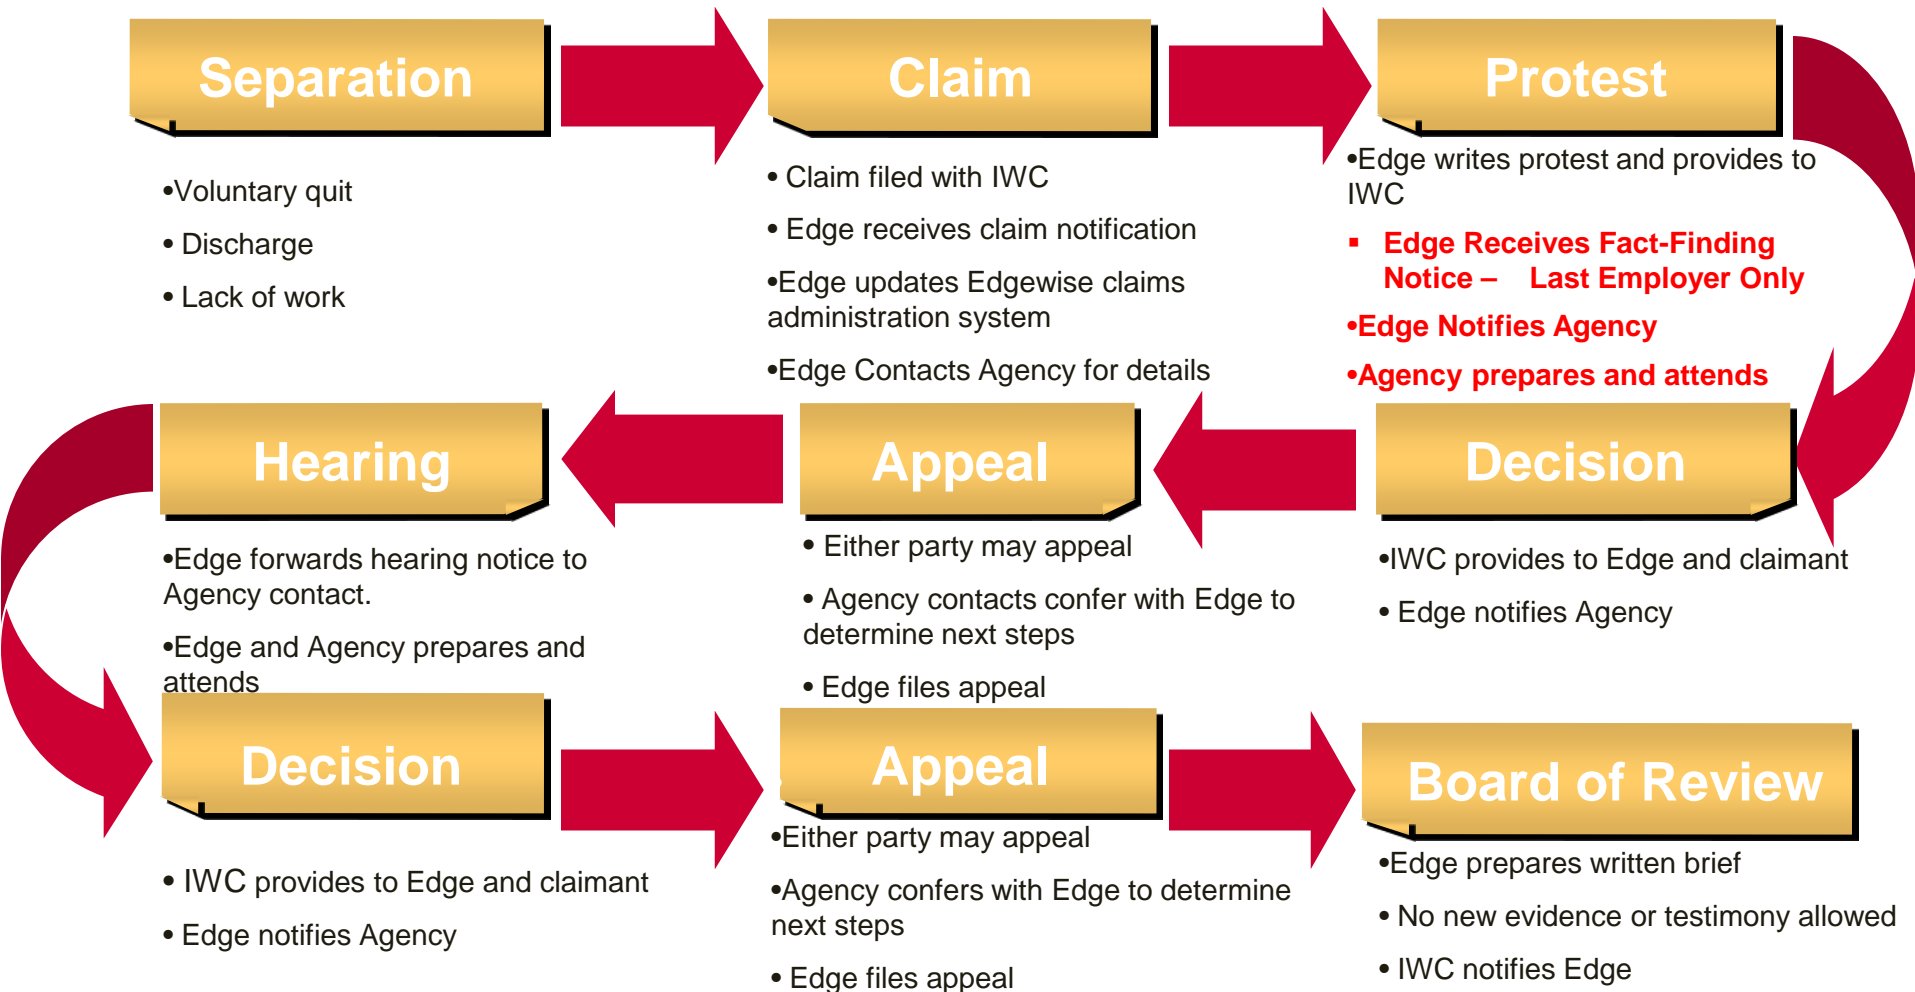 Separation
•Voluntary quit
• Discharge
• Lack of work
Claim
• Claim filed with IWC
• Edge receives claim notification
•Edge updates Edgewise claims
administration system
•Edge Contacts Agency for details
Protest
•Edge writes protest and provides to
IWC
▪ Edge Receives Fact-Finding
Notice – Last Employer Only
•Edge Notifies Agency
•Agency prepares and attends
Decision
•IWC provides to Edge and claimant
• Edge notifies Agency
Appeal
• Either party may appeal
• Agency contacts confer with Edge to
determine next steps
• Edge files appeal
Hearing
•Edge forwards hearing notice to
Agency contact.
•Edge and Agency prepares and
attends
Decision
• IWC provides to Edge and claimant
• Edge notifies Agency
Appeal
•Either party may appeal
•Agency confers with Edge to determine
next steps
• Edge files appeal
Board of Review
•Edge prepares written brief
• No new evidence or testimony allowed
• IWC notifies Edge